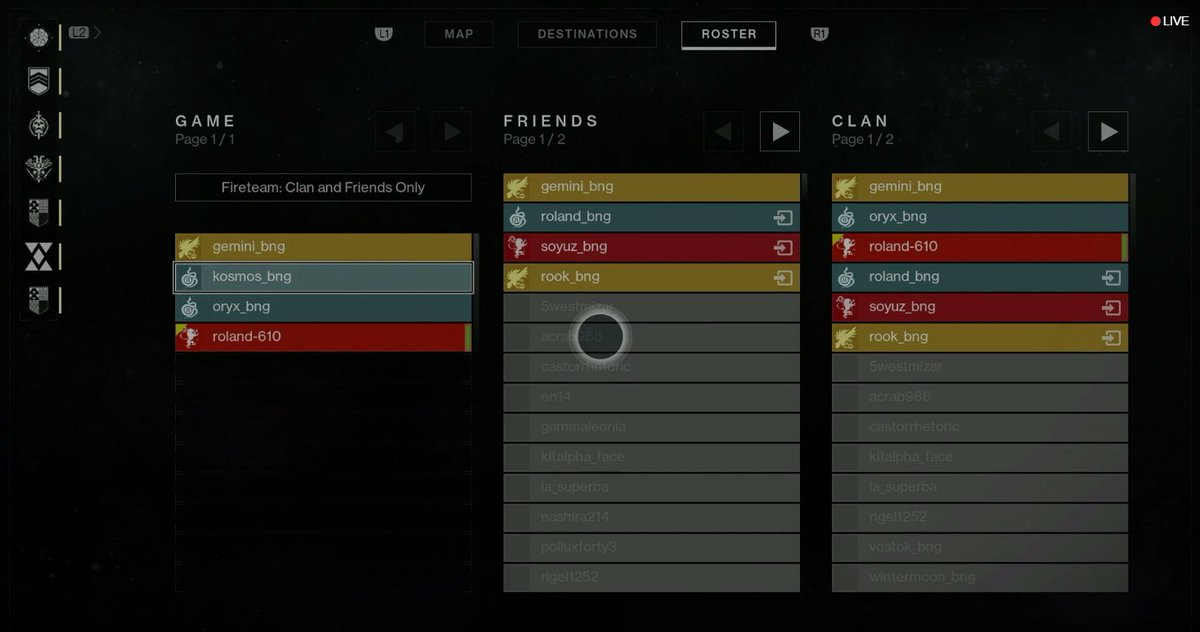 LIVE
L2
L1
MAP
DESTINATIONS
ROSTER
R1
GAME
Page 1 / 1
Fireteam: Clan and Friends Only
gemini_bng
kosmos_bng
oryx_bng
roland-610
FRIENDS
Page 1 / 2
gemini_bng
roland_bng
soyuz_bng
rook_bng
5westmizar
acrab986
castorrhetoric
en14
gammaleonia
kitalpha_face
la_superba
nashira214
polluxforty3
rigel1252
CLAN
Page 1 / 2
gemini_bng
oryx_bng
roland-610
roland_bng
soyuz_bng
rook_bng
5westmizar
acrab986
castorrhetoric
kitalpha_face
la_superba
rigel1252
vostok_bng
wintermoon_bng